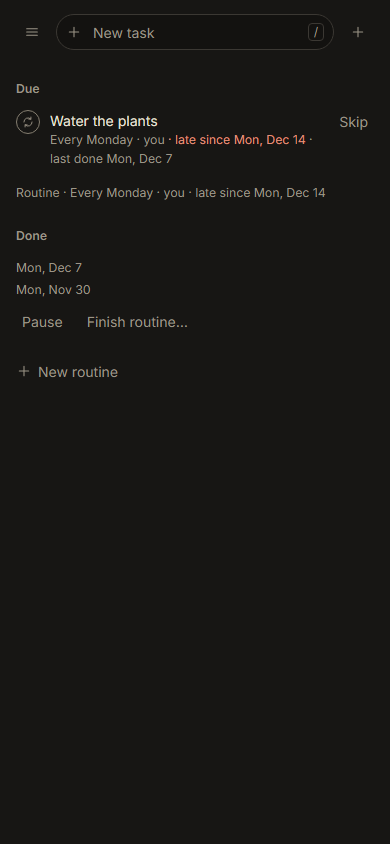 New task
/
Due
Water the plants
Skip
Every Monday · you · late since Mon, Dec 14 ·
last done Mon, Dec 7
Routine · Every Monday · you · late since Mon, Dec 14
Done
Mon, Dec 7
Mon, Nov 30
Pause Finish routine...
New routine